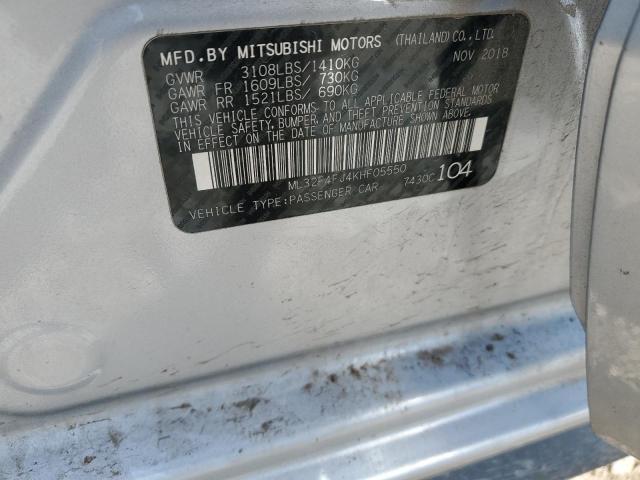 MFD.BY MITSUBISHI MOTORS (THAILAND) CO., LTD.
NOV 2018
GVWR 3108LBS/1410KG
GAWR FR 1609LBS/ 730KG
GAWR RR 1521LBS/ 690KG
THIS VEHICLE CONFORMS TO ALL APPLICABLE FEDERAL MOTOR
VEHICLE SAFETY, BUMPER, AND THEFT PREVENTION STANDARDS
IN EFFECT ON THE DATE OF MANUFACTURE SHOWN ABOVE.
ML32F4FJ4KHF05550
VEHICLE TYPE:PASSENGER CAR 7430C 104